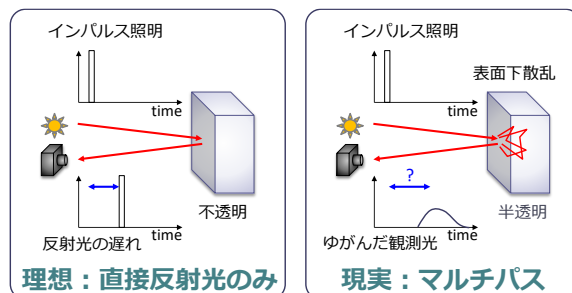 インパルス照明
time
不透明
time
反射光の遅れ
理想：直接反射光のみ
インパルス照明
表面下散乱
time
?
半透明
time
ゆがんだ観測光
現実：マルチパス